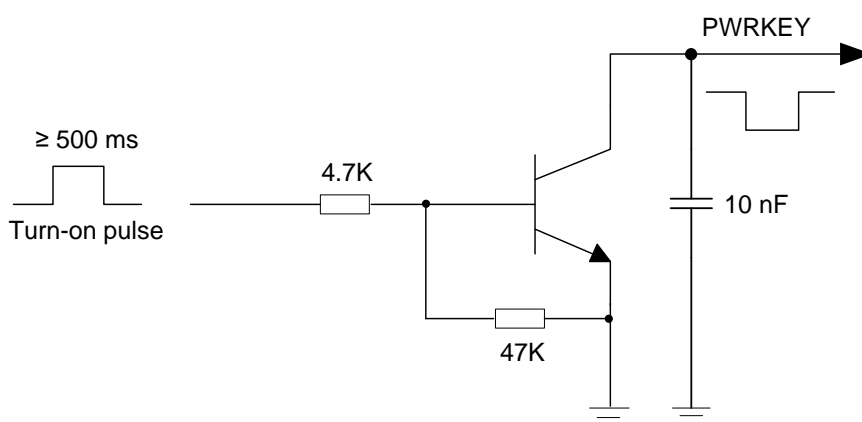 PWRKEY
≥ 500 ms
4.7K
10 nF
Turn-on pulse
47K